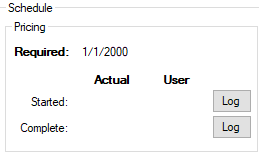 Schedule
Pricing
Required: 1/1/2000
Actual User
Started: Log
Complete: Log